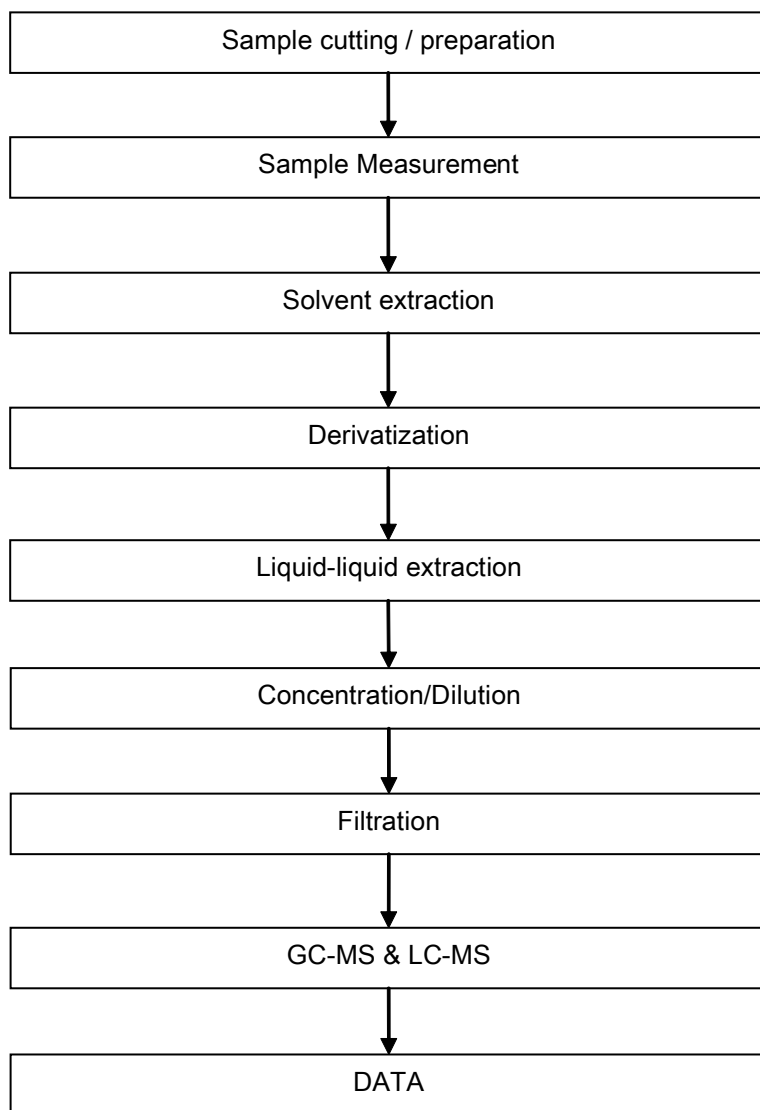 Sample cutting / preparation
Sample Measurement
Solvent extraction
Derivatization
Liquid-liquid extraction
Concentration/Dilution
Filtration
GC-MS & LC-MS
DATA